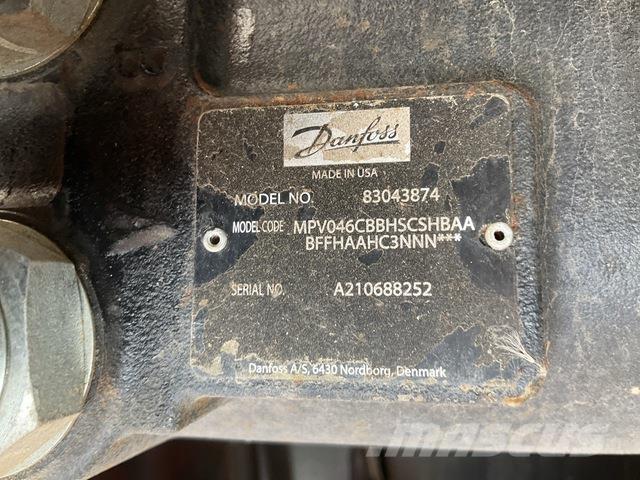 Danfoss
MADE IN USA
MODEL NO. 83043874
MODEL CODE MPV046CBBHSCSHBAA
BFFHAAHC3NNN***
SERIAL NO. A210688252
Danfoss A/S, 6430 Nordborg, Denmark
MASCUS